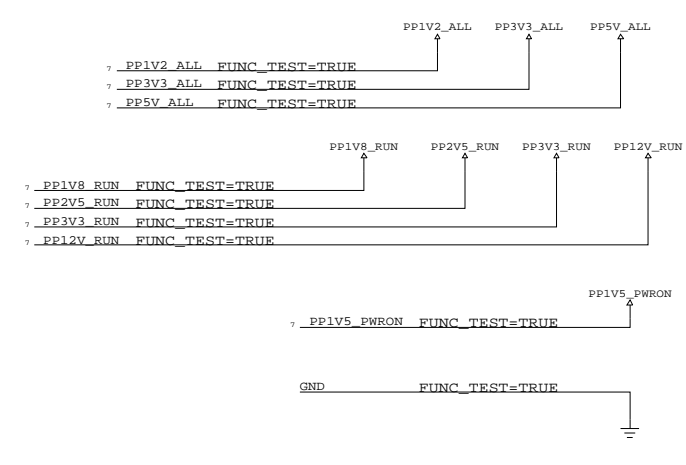 PP1V2_ALL PP3V3_ALL PP5V_ALL
7 PP1V2_ALL FUNC_TEST=TRUE
7 PP3V3_ALL FUNC_TEST=TRUE
7 PP5V_ALL FUNC_TEST=TRUE
PP1V8_RUN PP2V5_RUN PP3V3_RUN PP12V_RUN
7 PP1V8_RUN FUNC_TEST=TRUE
7 PP2V5_RUN FUNC_TEST=TRUE
7 PP3V3_RUN FUNC_TEST=TRUE
7 PP12V_RUN FUNC_TEST=TRUE
PP1V5_PWRON
7 PP1V5_PWRON FUNC_TEST=TRUE
GND FUNC_TEST=TRUE